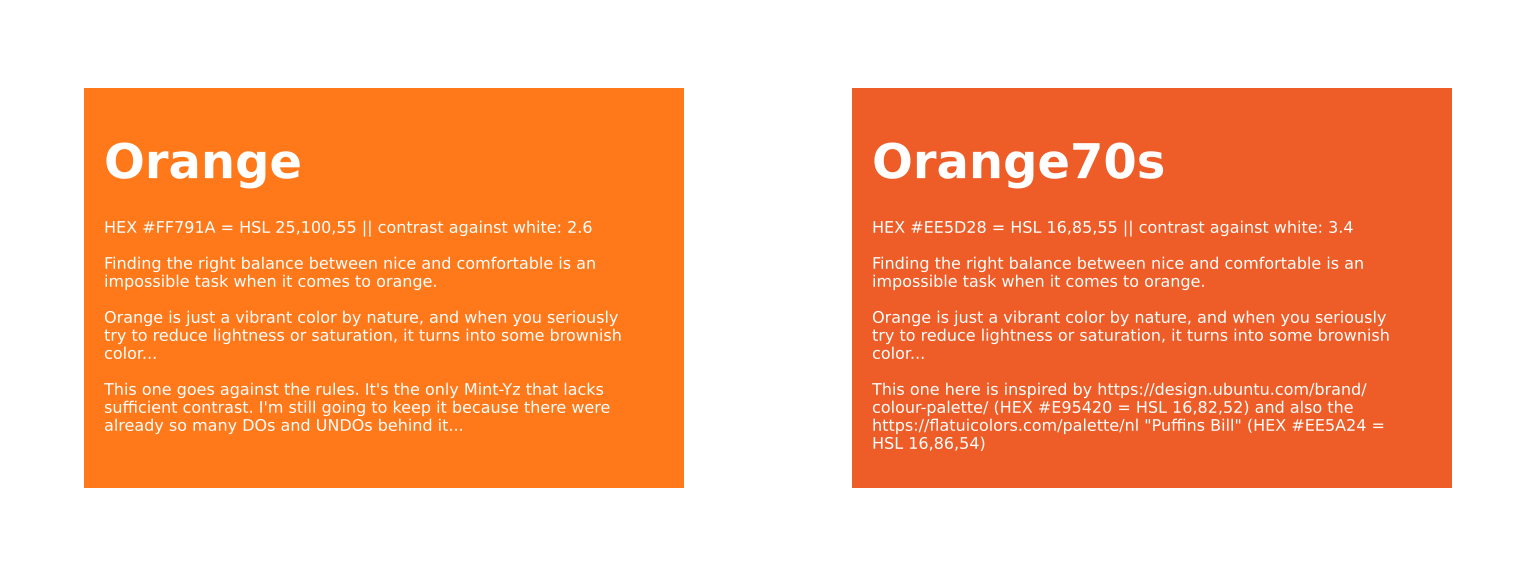 Orange
HEX #FF791A = HSL 25,100,55 || contrast against white: 2.6
Finding the right balance between nice and comfortable is an
impossible task when it comes to orange.
Orange is just a vibrant color by nature, and when you seriously
try to reduce lightness or saturation, it turns into some brownish
color...
This one goes against the rules. It's the only Mint-Yz that lacks
sufficient contrast. I'm still going to keep it because there were
already so many DOs and UNDOs behind it...
Orange70s
HEX #EE5D28 = HSL 16,85,55 || contrast against white: 3.4
Finding the right balance between nice and comfortable is an
impossible task when it comes to orange.
Orange is just a vibrant color by nature, and when you seriously
try to reduce lightness or saturation, it turns into some brownish
color...
This one here is inspired by https://design.ubuntu.com/brand/
colour-palette/ (HEX #E95420 = HSL 16,82,52) and also the
https://flatuicolors.com/palette/nl "Puffins Bill" (HEX #EE5A24 =
HSL 16,86,54)